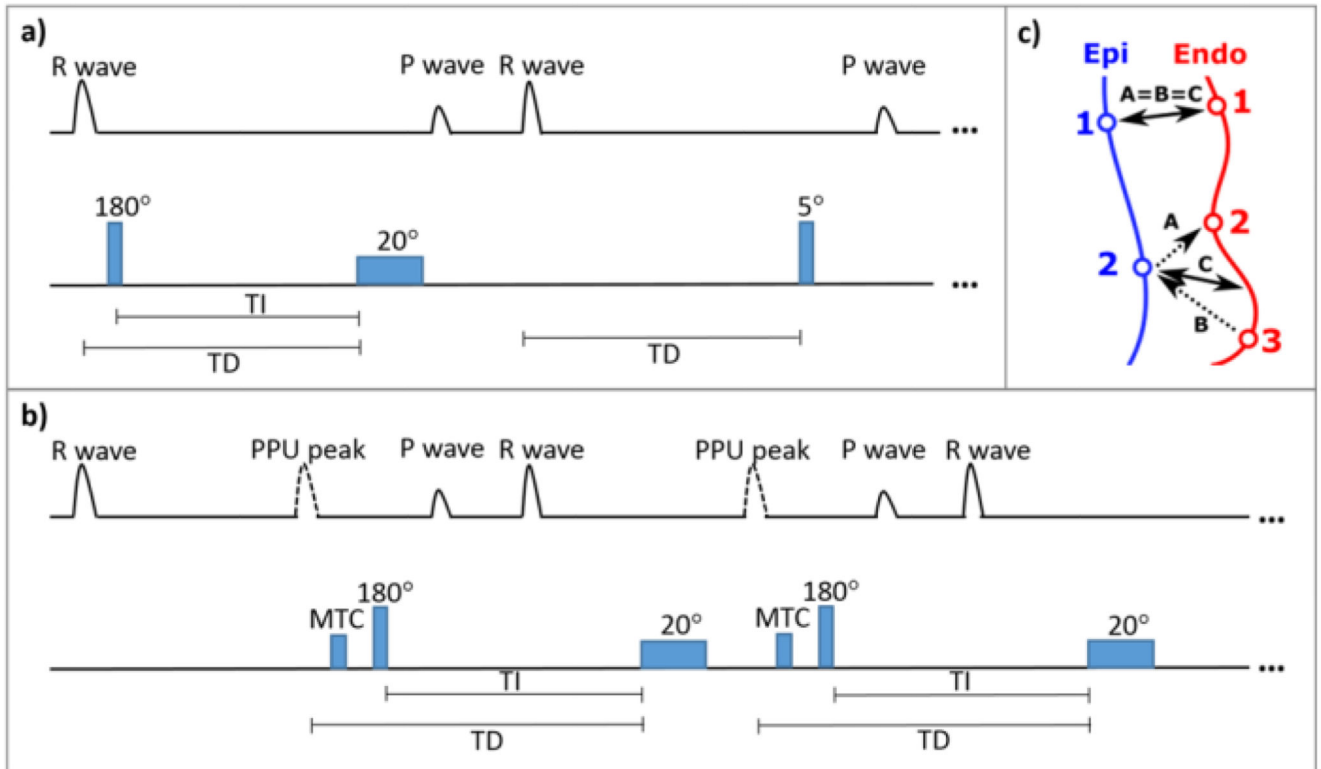 a)
R wave
P wave R wave
P wave
...
180°
20°
5°
...
TI
TD
TD
c)
Epi
Endo
A=B=C
1
1
A
2
2
C
B
3
b)
R wave
PPU peak
P wave
R wave
PPU peak
P wave
R wave
...
MTC
180°
20°
MTC
180°
20°
...
TI
TI
TD
TD